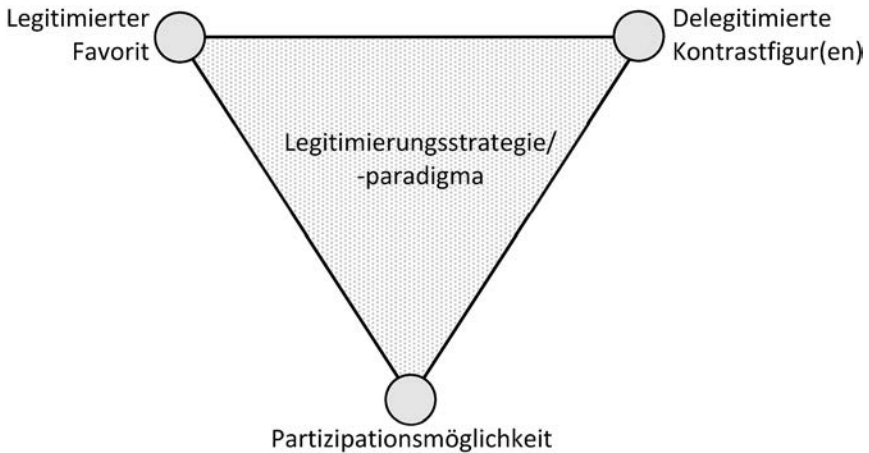 Legitimierter
Favorit
Delegitimierte
Kontrastfigur(en)
Legitimierungsstrategie/
-paradigma
Partizipationsmöglichkeit